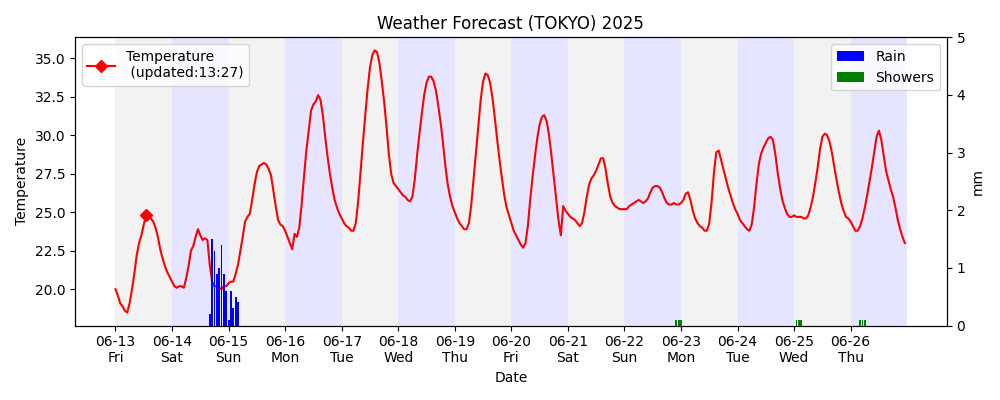 Weather Forecast (TOKYO) 2025
Temperature
(updated:13:27)
Rain
Showers
Temperature
35.0
32.5
30.0
27.5
25.0
22.5
20.0
5
4
3
2
1
0
mm
06-13 06-14 06-15 06-16 06-17 06-18 06-19 06-20 06-21 06-22 06-23 06-24 06-25 06-26
Fri Sat Sun Mon Tue Wed Thu Fri Sat Sun Mon Tue Wed Thu
Date